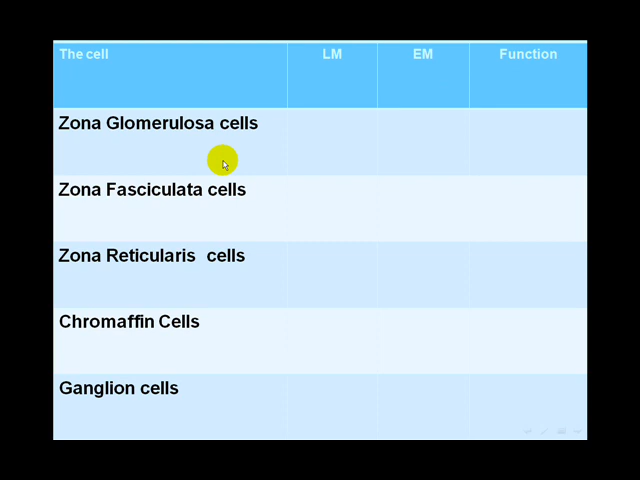 The cell LM EM Function
Zona Glomerulosa cells
Zona Fasciculata cells
Zona Reticularis cells
Chromaffin Cells
Ganglion cells